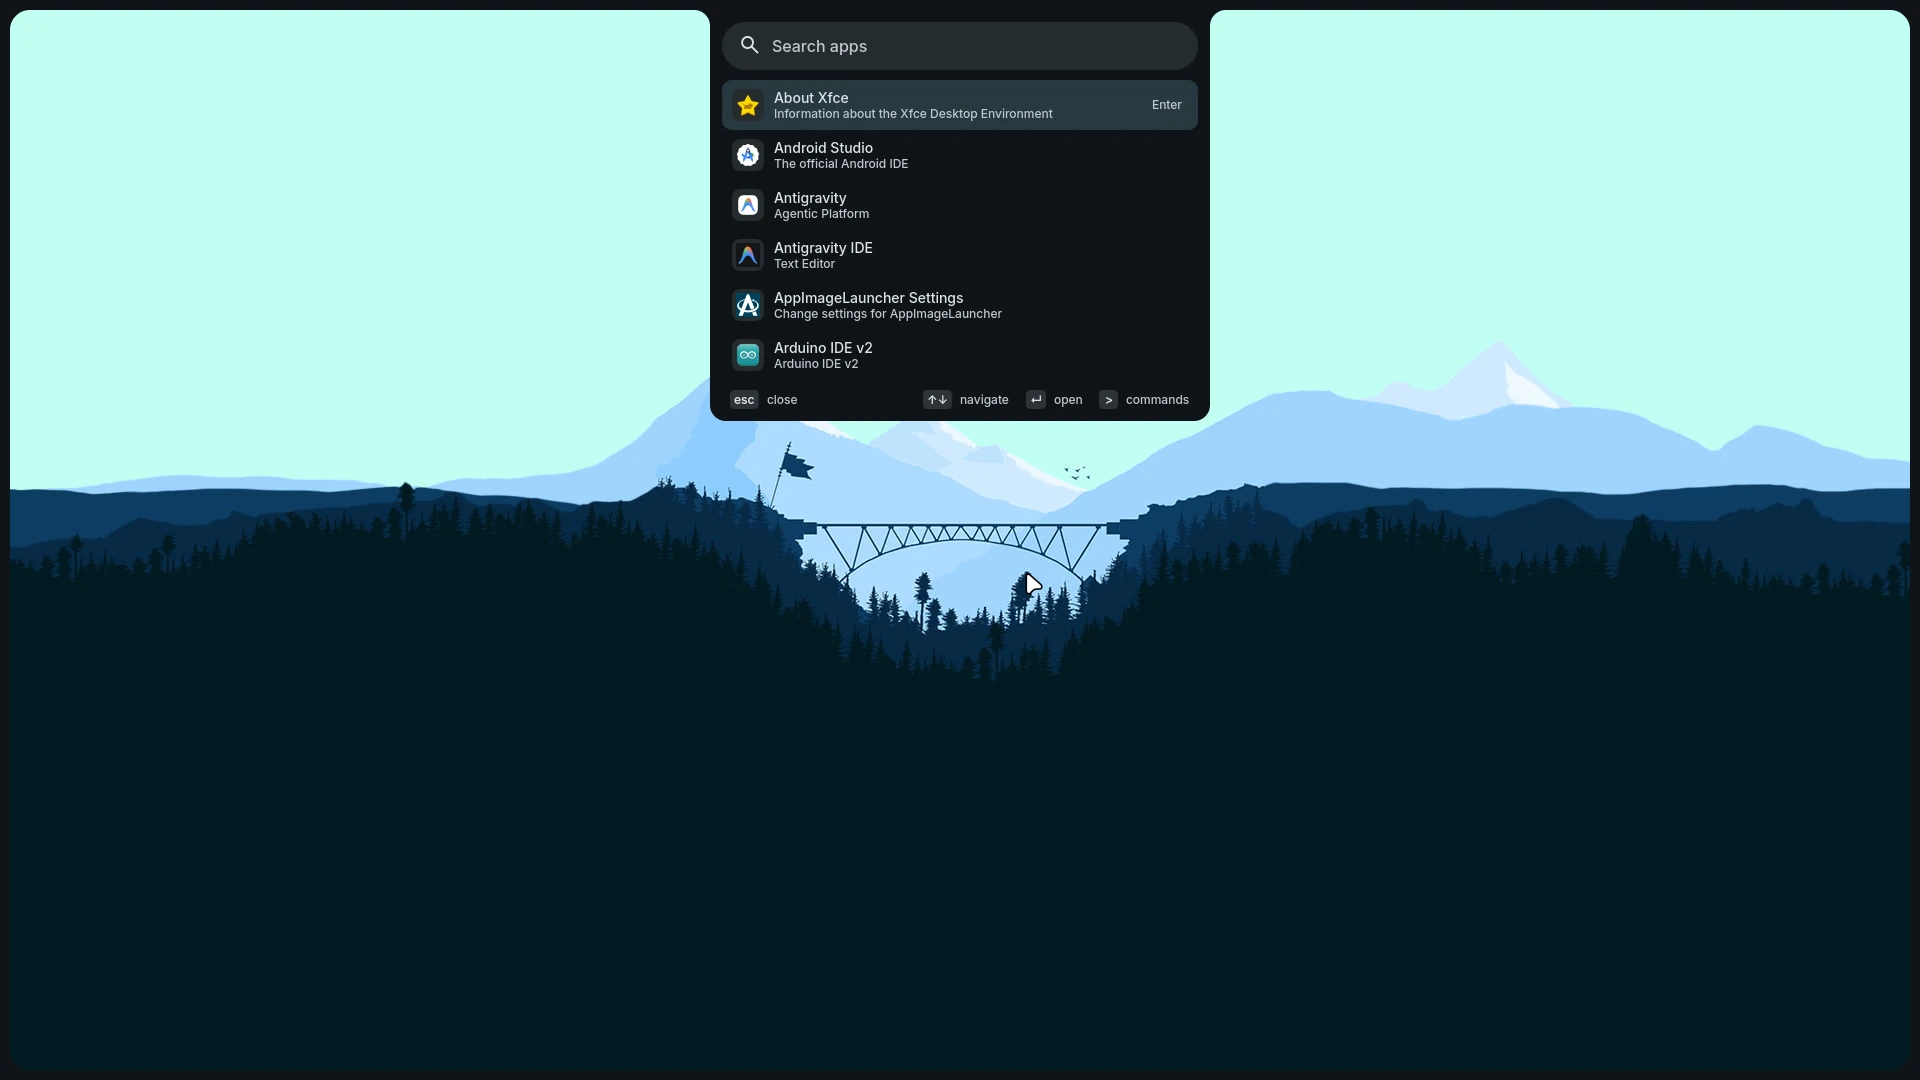 Search apps
About Xfce
Information about the Xfce Desktop Environment
Enter
Android Studio
The official Android IDE
Antigravity
Agentic Platform
Antigravity IDE
Text Editor
AppImageLauncher Settings
Change settings for AppImageLauncher
Arduino IDE v2
Arduino IDE v2
esc close ↑↓ navigate ↵ open > commands